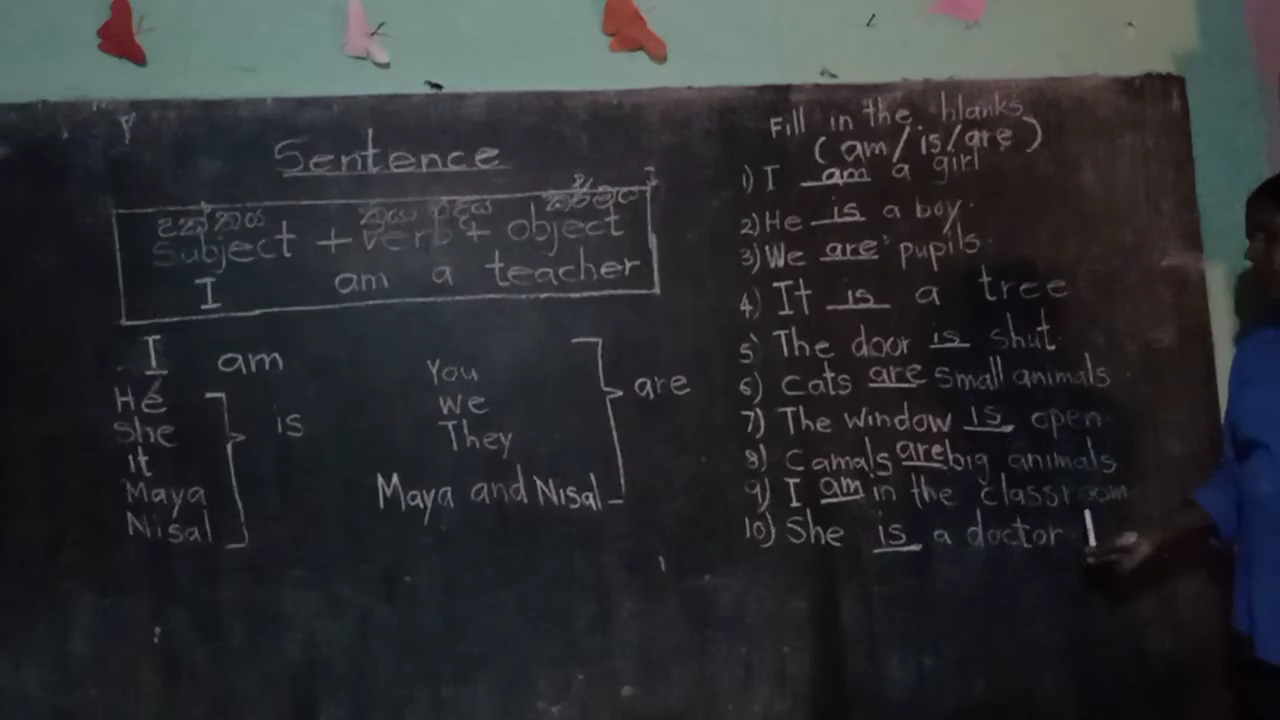 Sentence
උක්තය ක්‍රියා පදය
Subject + verb + object
I am a teacher
I am
He
She
it
Maya
Nisal
is
You
We
They
Maya and Nisal
are
Fill in the blanks
(am/is/are)
1) I am a girl
2) He is a boy.
3) We are pupils.
4) It is a tree
5) The door is shut.
6) Cats are small animals.
7) The window is open.
8) Camals are big animals
9) I am in the classroom
10) She is a doctor.